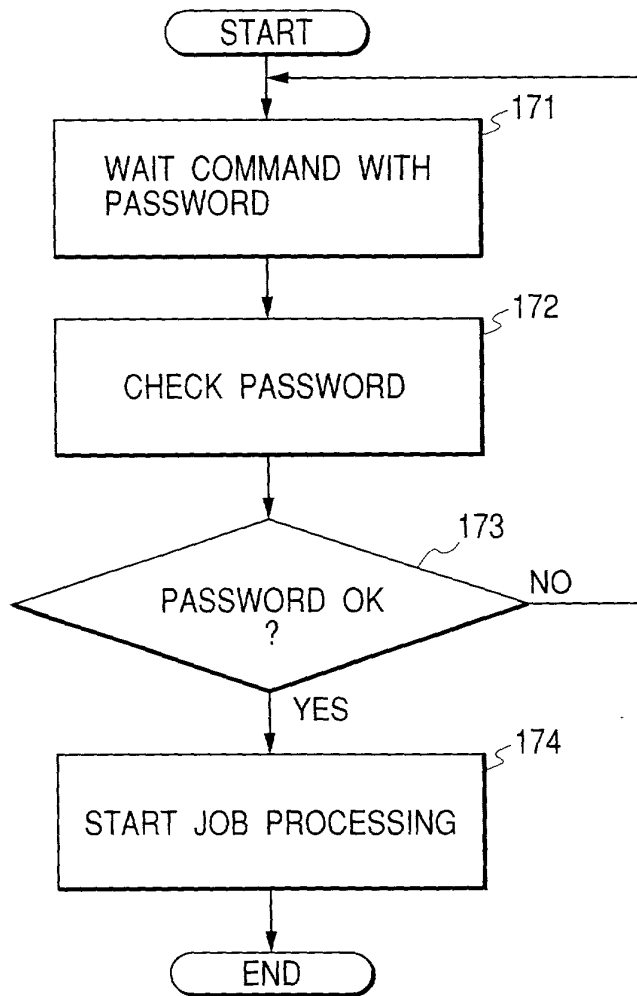 START
171
WAIT COMMAND WITH
PASSWORD
172
CHECK PASSWORD
173
PASSWORD OK
?
NO
YES
174
START JOB PROCESSING
END